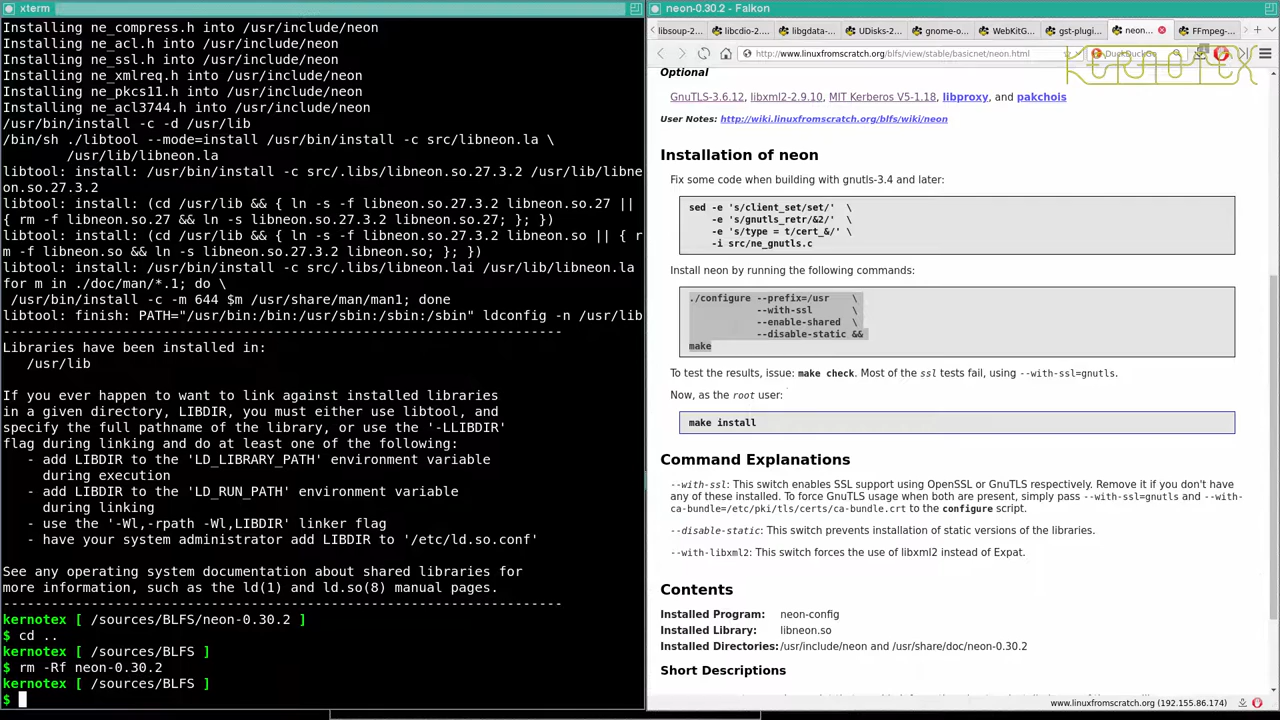 xterm
Installing ne_compress.h into /usr/include/neon
Installing ne_acl.h into /usr/include/neon
Installing ne_ssl.h into /usr/include/neon
Installing ne_xmlreq.h into /usr/include/neon
Installing ne_pkcs11.h into /usr/include/neon
Installing ne_acl3744.h into /usr/include/neon
/usr/bin/install -c -d /usr/lib
/bin/sh ./libtool --mode=install /usr/bin/install -c src/libneon.la \
/usr/lib/libneon.la
libtool: install: /usr/bin/install -c src/.libs/libneon.so.27.3.2 /usr/lib/libne
on.so.27.3.2
libtool: install: (cd /usr/lib && { ln -s -f libneon.so.27.3.2 libneon.so.27 ||
{ rm -f libneon.so.27 && ln -s libneon.so.27.3.2 libneon.so.27; }; })
libtool: install: (cd /usr/lib && { ln -s -f libneon.so.27.3.2 libneon.so || { r
m -f libneon.so && ln -s libneon.so.27.3.2 libneon.so; }; })
libtool: install: /usr/bin/install -c src/.libs/libneon.lai /usr/lib/libneon.la
for m in ./doc/man/*.1; do \
/usr/bin/install -c -m 644 $m /usr/share/man/man1; done
libtool: finish: PATH="/usr/bin:/bin:/usr/sbin:/sbin:/sbin" ldconfig -n /usr/lib
----------------------------------------------------------------------
Libraries have been installed in:
/usr/lib
If you ever happen to want to link against installed libraries
in a given directory, LIBDIR, you must either use libtool, and
specify the full pathname of the library, or use the '-LLIBDIR'
flag during linking and do at least one of the following:
- add LIBDIR to the 'LD_LIBRARY_PATH' environment variable
during execution
- add LIBDIR to the 'LD_RUN_PATH' environment variable
during linking
- use the '-Wl,-rpath -Wl,LIBDIR' linker flag
- have your system administrator add LIBDIR to '/etc/ld.so.conf'
See any operating system documentation about shared libraries for
more information, such as the ld(1) and ld.so(8) manual pages.
----------------------------------------------------------------------
kernotex [ /sources/BLFS/neon-0.30.2 ]
$ cd ..
kernotex [ /sources/BLFS ]
$ rm -Rf neon-0.30.2
kernotex [ /sources/BLFS ]
$
neon-0.30.2 - Falkon
libsoup-2... libcdio-2... libgdata-... UDisks-2... gnome-o... WebKitG... gst-plugi... neon... FFmpeg-...
http://www.linuxfromscratch.org/blfs/view/stable/basicnet/neon.html DuckDuckGo
KERNOTEX
Optional
GnuTLS-3.6.12, libxml2-2.9.10, MIT Kerberos V5-1.18, libproxy, and pakchois
User Notes: http://wiki.linuxfromscratch.org/blfs/wiki/neon
Installation of neon
Fix some code when building with gnutls-3.4 and later:
sed -e 's/client_set/set/' \
-e 's/gnutls_retr/&2/' \
-e 's/type = t/cert_&/' \
-i src/ne_gnutls.c
Install neon by running the following commands:
./configure --prefix=/usr \
--with-ssl \
--enable-shared \
--disable-static &&
make
To test the results, issue: make check. Most of the ssl tests fail, using --with-ssl=gnutls.
Now, as the root user:
make install
Command Explanations
--with-ssl: This switch enables SSL support using OpenSSL or GnuTLS respectively. Remove it if you don't have
any of these installed. To force GnuTLS usage when both are present, simply pass --with-ssl=gnutls and --with-
ca-bundle=/etc/pki/tls/certs/ca-bundle.crt to the configure script.
--disable-static: This switch prevents installation of static versions of the libraries.
--with-libxml2: This switch forces the use of libxml2 instead of Expat.
Contents
Installed Program: neon-config
Installed Library: libneon.so
Installed Directories: /usr/include/neon and /usr/share/doc/neon-0.30.2
Short Descriptions
www.linuxfromscratch.org (192.155.86.174)